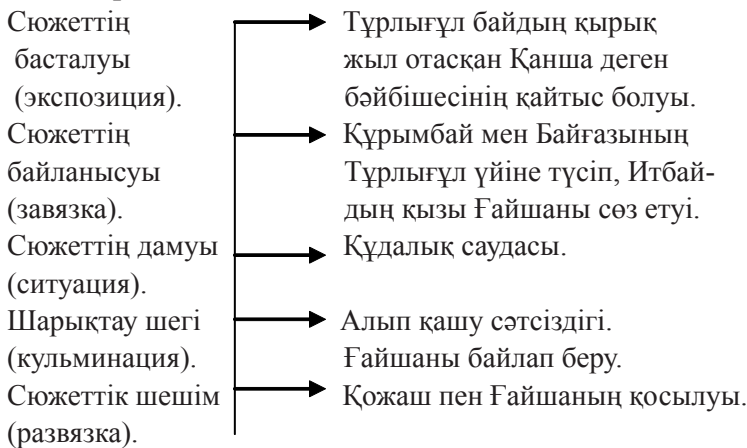 Сюжеттің
басталуы
(экспозиция).
Тұрлығұл байдың қырық
жыл отасқан Қанша деген
бәйбішесінің қайтыс болуы.
Сюжеттің
байланысуы
(завязка).
Құрымбай мен Байғазының
Тұрлығұл үйіне түсіп, Итбай-
дың қызы Ғайшаны сөз етуі.
Сюжеттің дамуы
(ситуация).
Құдалық саудасы.
Шарықтау шегі
(кульминация).
Алып қашу сәтсіздігі.
Ғайшаны байлап беру.
Сюжеттік шешім
(развязка).
Қожаш пен Ғайшаның қосылуы.